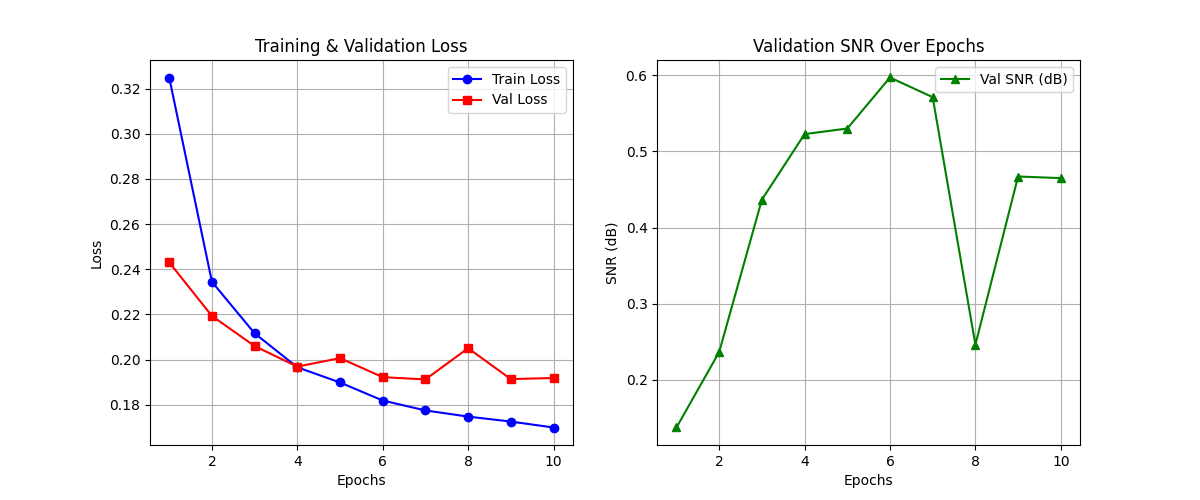 Training & Validation Loss
Train Loss
Val Loss
0.32
0.30
0.28
0.26
0.24
0.22
0.20
0.18
Loss
2
4
6
8
10
Epochs
Validation SNR Over Epochs
Val SNR (dB)
0.6
0.5
0.4
0.3
0.2
SNR (dB)
2
4
6
8
10
Epochs